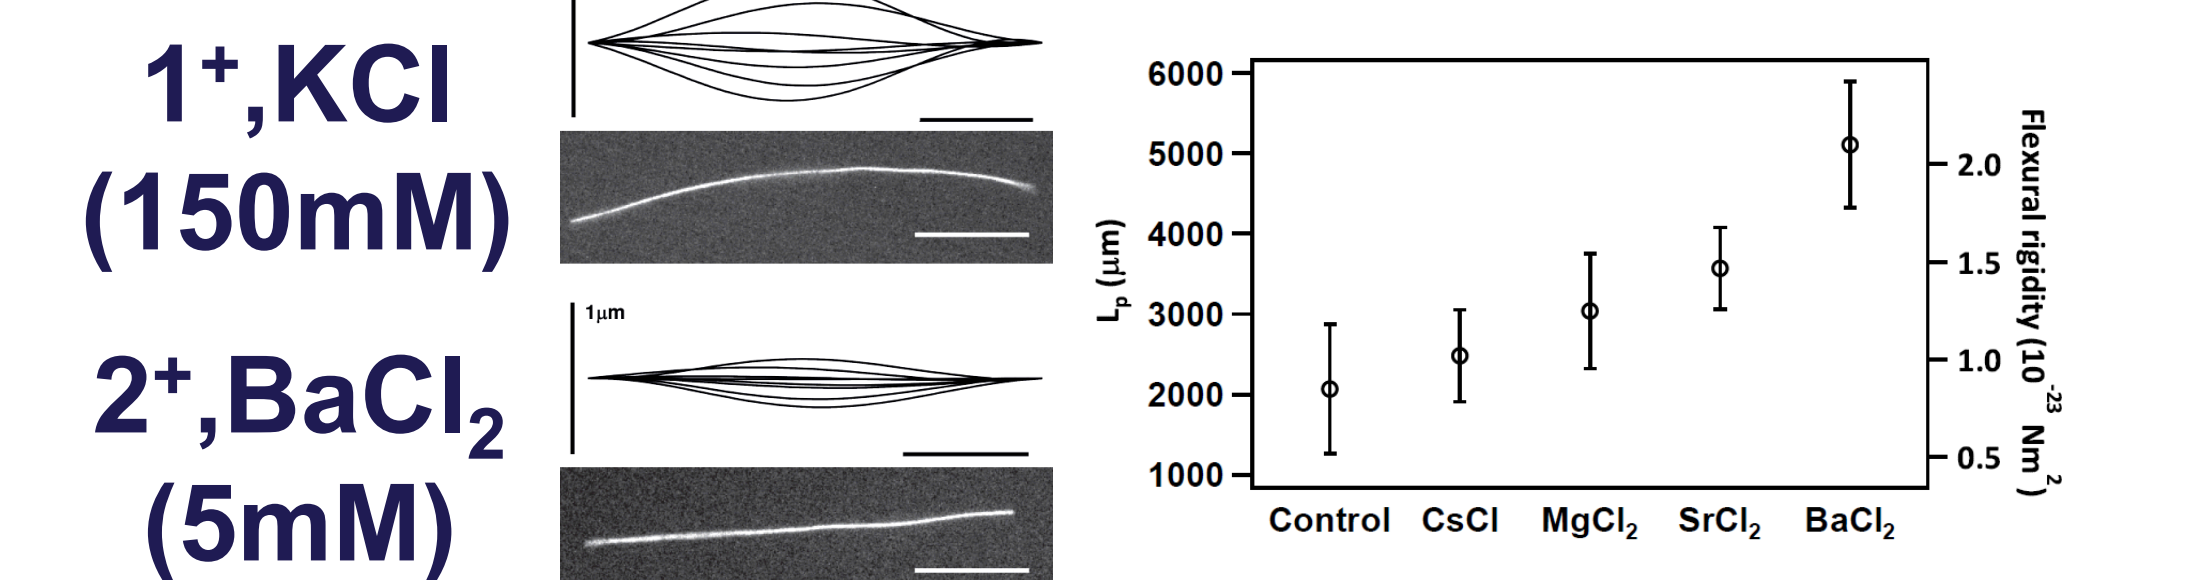 1⁺,KCl
(150mM)
2⁺,BaCl₂
(5mM)
1μm
6000
5000
4000
3000
2000
1000
Lₚ (μm)
Control CsCl MgCl₂ SrCl₂ BaCl₂
2.0
1.5
1.0
0.5
Flexural rigidity (10⁻²³ Nm²)